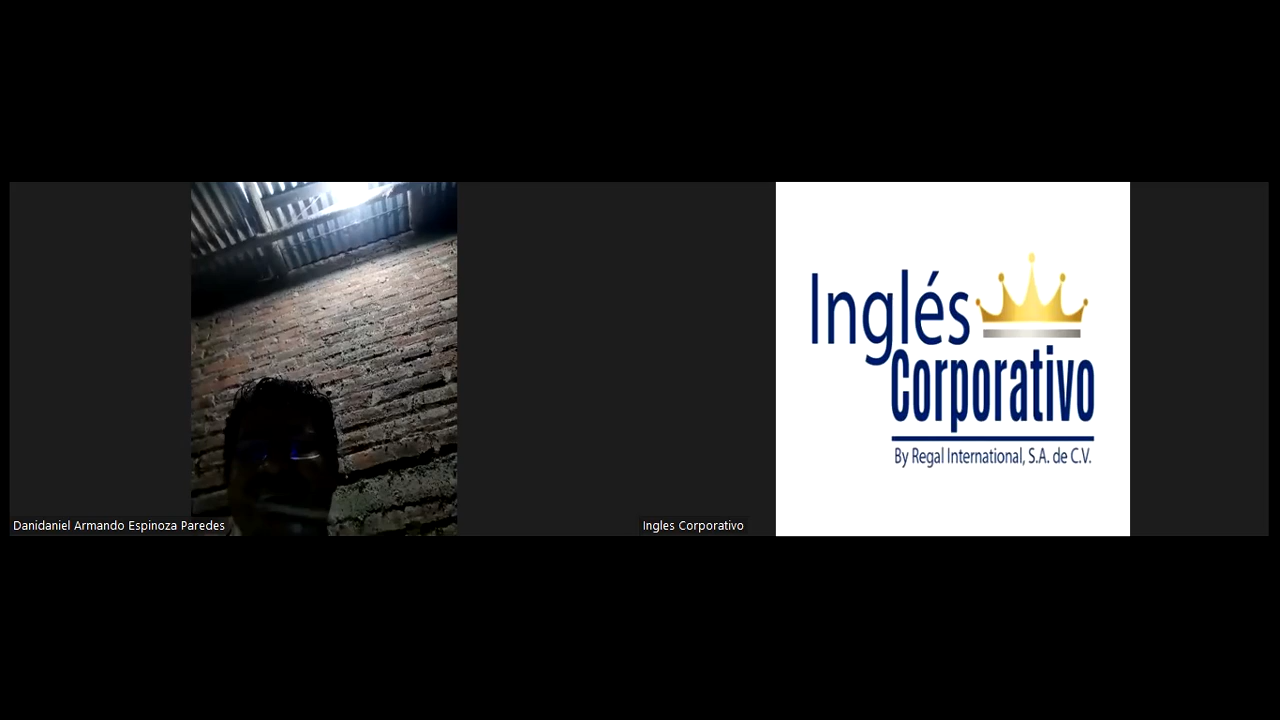 Inglés
Corporativo
By Regal International, S.A. de C.V.
Danidaniel Armando Espinoza Paredes
Ingles Corporativo